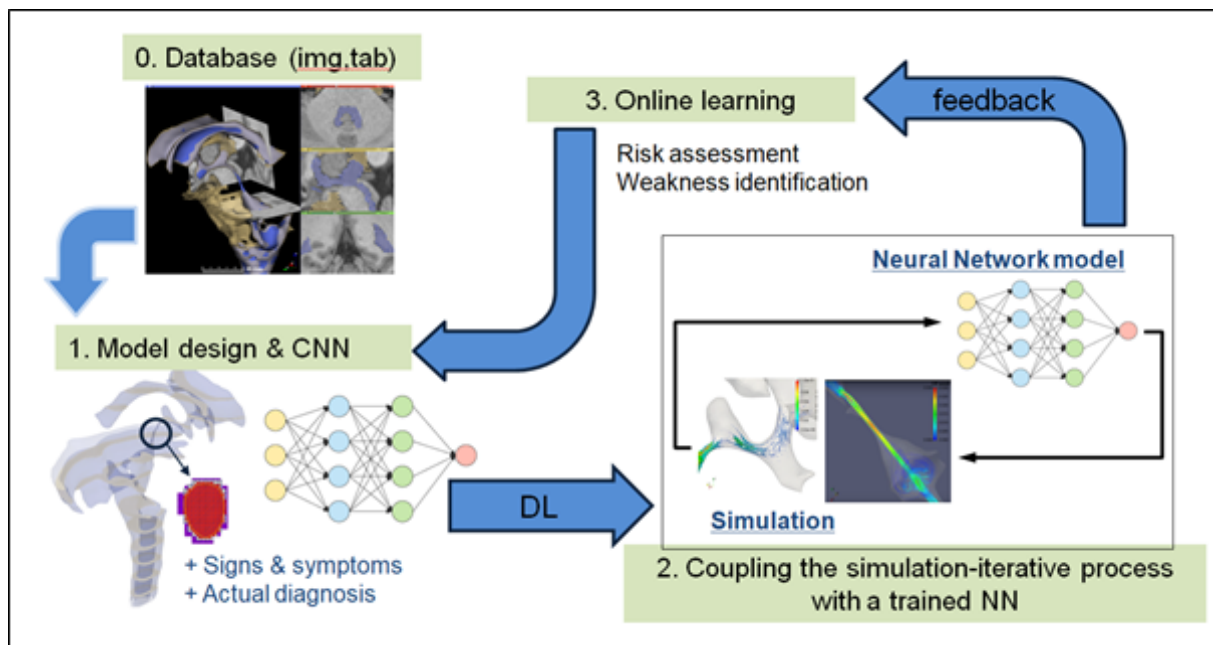 0. Database (img,tab)
3. Online learning
feedback
Risk assessment
Weakness identification
Neural Network model
1. Model design & CNN
DL
Simulation
+ Signs & symptoms
+ Actual diagnosis
2. Coupling the simulation-iterative process
with a trained NN